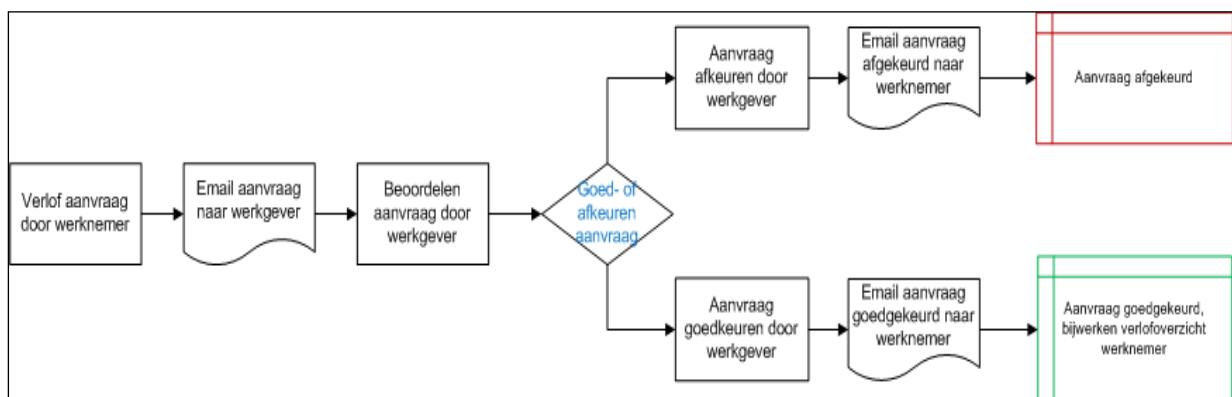 Verlof aanvraag
door werknemer
Email aanvraag
naar werkgever
Beoordelen
aanvraag door
werkgever
Goed- of
afkeuren
aanvraag
Aanvraag
afkeuren door
werkgever
Email aanvraag
afgekeurd naar
werknemer
Aanvraag afgekeurd
Aanvraag
goedkeuren door
werkgever
Email aanvraag
goedgekeurd naar
werknemer
Aanvraag goedgekeurd,
bijwerken verlofoverzicht
werknemer